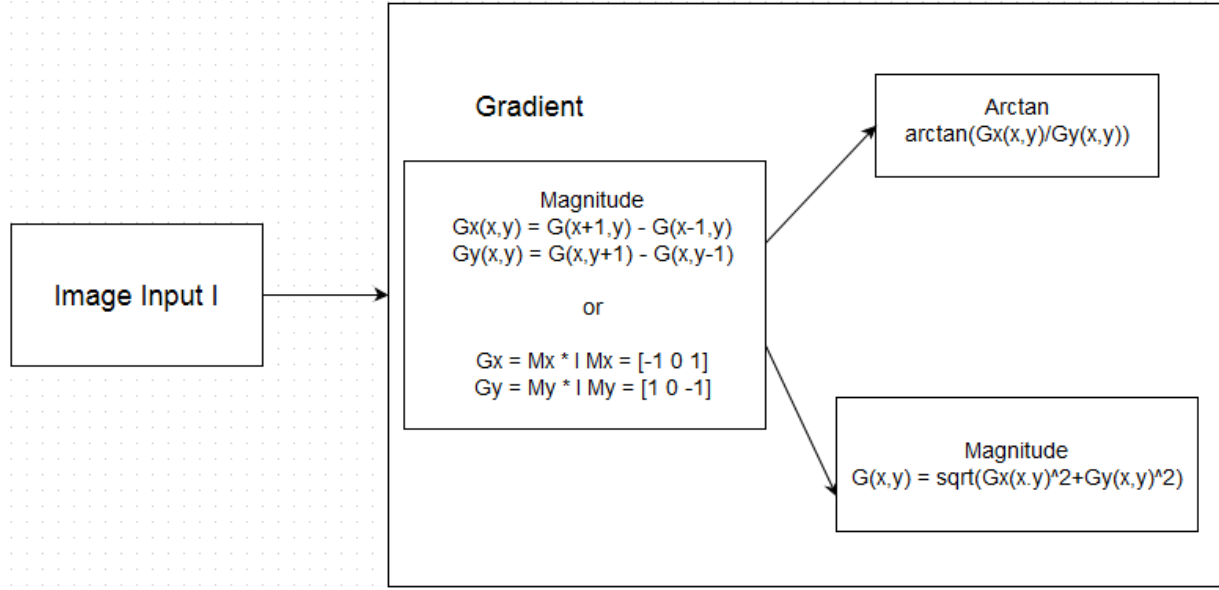 Image Input I
Gradient
Magnitude
Gx(x,y) = G(x+1,y) - G(x-1,y)
Gy(x,y) = G(x,y+1) - G(x,y-1)
or
Gx = Mx * I Mx = [-1 0 1]
Gy = My * I My = [1 0 -1]
Arctan
arctan(Gx(x,y)/Gy(x,y))
Magnitude
G(x,y) = sqrt(Gx(x.y)^2+Gy(x,y)^2)